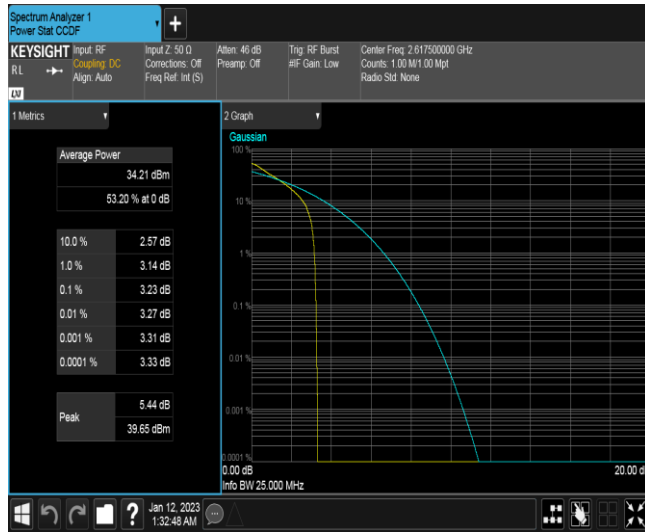 Spectrum Analyzer 1
Power Stat CCDF
KEYSIGHT
R L
Input: RF
Coupling: DC
Align: Auto
Input Z: 50 Ω
Corrections: Off
Freq Ref: Int (S)
Atten: 46 dB
Preamp: Off
Trig: RF Burst
#IF Gain: Low
Center Freq: 2.617500000 GHz
Counts: 1.00 M/1.00 Mpt
Radio Std: None
1 Metrics
Average Power
34.21 dBm
53.20 % at 0 dB
10.0 % 2.57 dB
1.0 % 3.14 dB
0.1 % 3.23 dB
0.01 % 3.27 dB
0.001 % 3.31 dB
0.0001 % 3.33 dB
Peak
5.44 dB
39.65 dBm
2 Graph
Gaussian
100 %
10 %
1 %
0.1 %
0.01 %
0.001 %
0.0001 %
0.00 dB
20.00 d
Info BW 25.000 MHz
?
Jan 12, 2023
1:32:48 AM